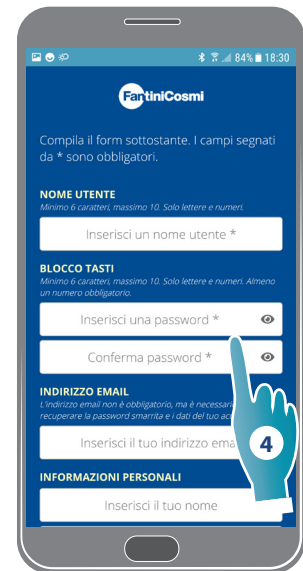 84% 18:30
FantiniCosmi
Compila il form sottostante. I campi segnati
da * sono obbligatori.
NOME UTENTE
Minimo 6 caratteri, massimo 10. Solo lettere e numeri.
Inserisci un nome utente *
BLOCCO TASTI
Minimo 6 caratteri, massimo 10. Solo lettere e numeri. Almeno
un numero obbligatorio.
Inserisci una password *
Conferma password *
INDIRIZZO EMAIL
L'indirizzo email non è obbligatorio, ma è
recuperare la password smarrita e i dati del tuo
Inserisci il tuo indirizzo
4
INFORMAZIONI PERSONALI
Inserisci il tuo nome